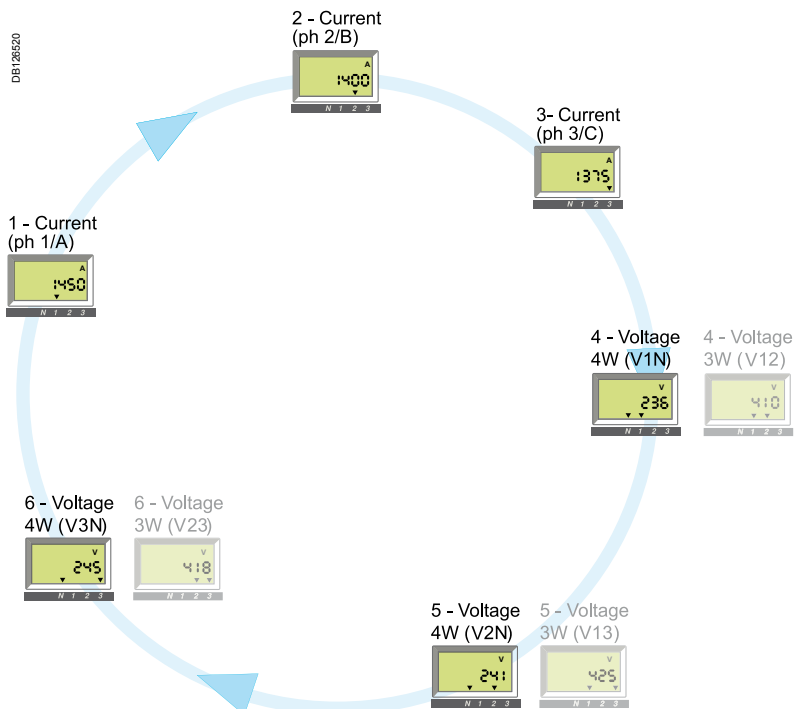 DB126520
2 - Current
(ph 2/B)
A
1400
N 1 2 3
3- Current
(ph 3/C)
A
1375
N 1 2 3
1 - Current
(ph 1/A)
A
1450
N 1 2 3
4 - Voltage
4W (V1N)
V
236
N 1 2 3
4 - Voltage
3W (V12)
V
410
N 1 2 3
6 - Voltage
4W (V3N)
V
245
N 1 2 3
6 - Voltage
3W (V23)
V
418
N 1 2 3
5 - Voltage
4W (V2N)
V
241
N 1 2 3
5 - Voltage
3W (V13)
V
425
N 1 2 3